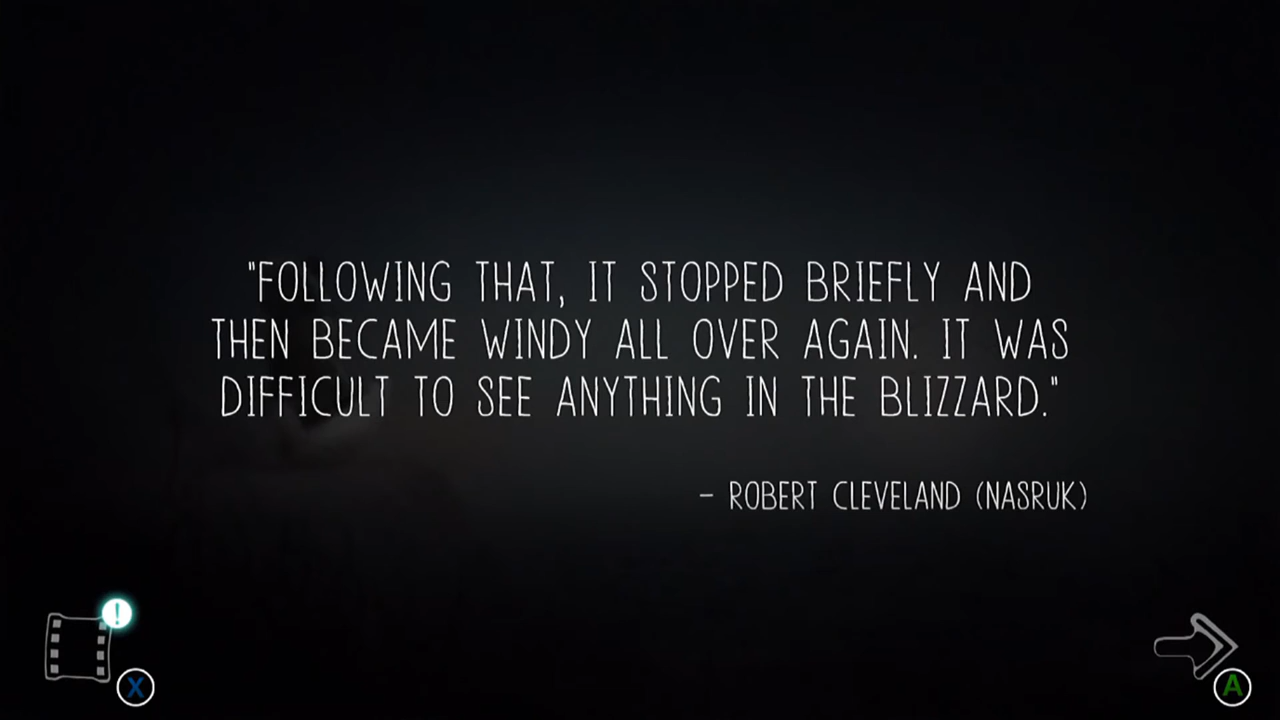 "FOLLOWING THAT, IT STOPPED BRIEFLY AND
THEN BECAME WINDY ALL OVER AGAIN. IT WAS
DIFFICULT TO SEE ANYTHING IN THE BLIZZARD."
– ROBERT CLEVELAND (NASRUK)
!
X
A